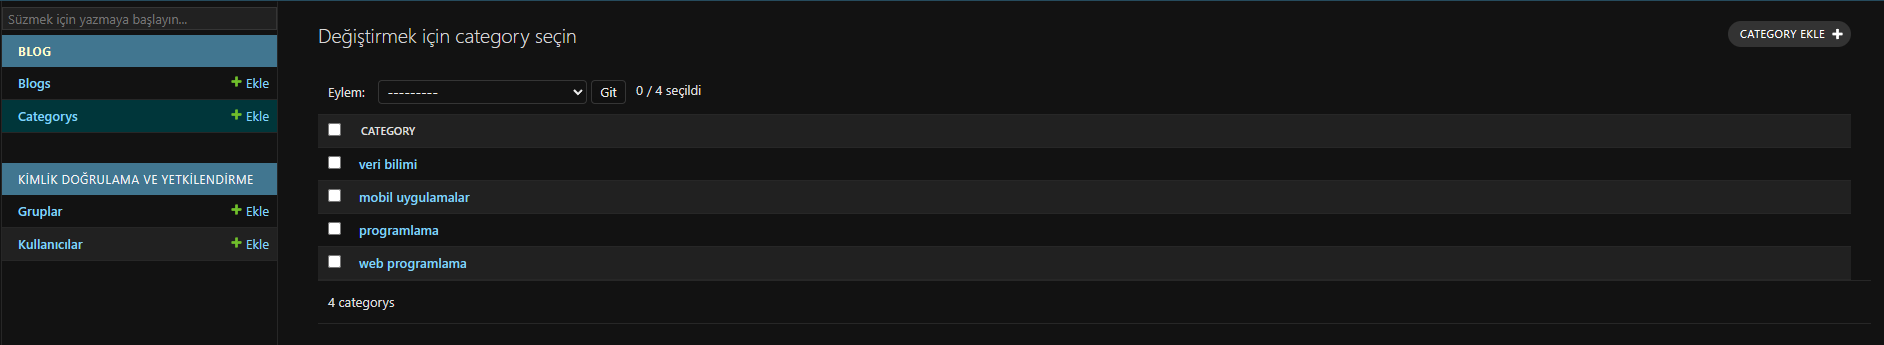 Süzmek için yazmaya başlayın...
BLOG
Blogs Ekle
Categorys Ekle
KİMLİK DOĞRULAMA VE YETKİLENDİRME
Gruplar Ekle
Kullanıcılar Ekle
Değiştirmek için category seçin
CATEGORY EKLE
Eylem: --------- Git 0 / 4 seçildi
CATEGORY
veri bilimi
mobil uygulamalar
programlama
web programlama
4 categorys